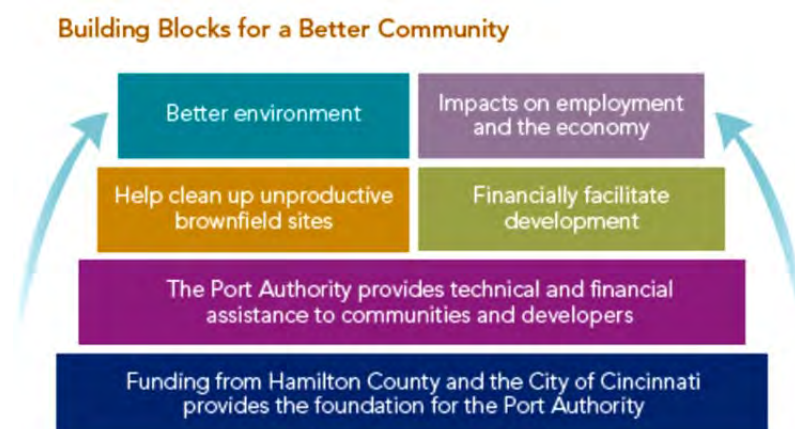 Building Blocks for a Better Community
Better environment
Impacts on employment
and the economy
Help clean up unproductive
brownfield sites
Financially facilitate
development
The Port Authority provides technical and financial
assistance to communities and developers
Funding from Hamilton County and the City of Cincinnati
provides the foundation for the Port Authority